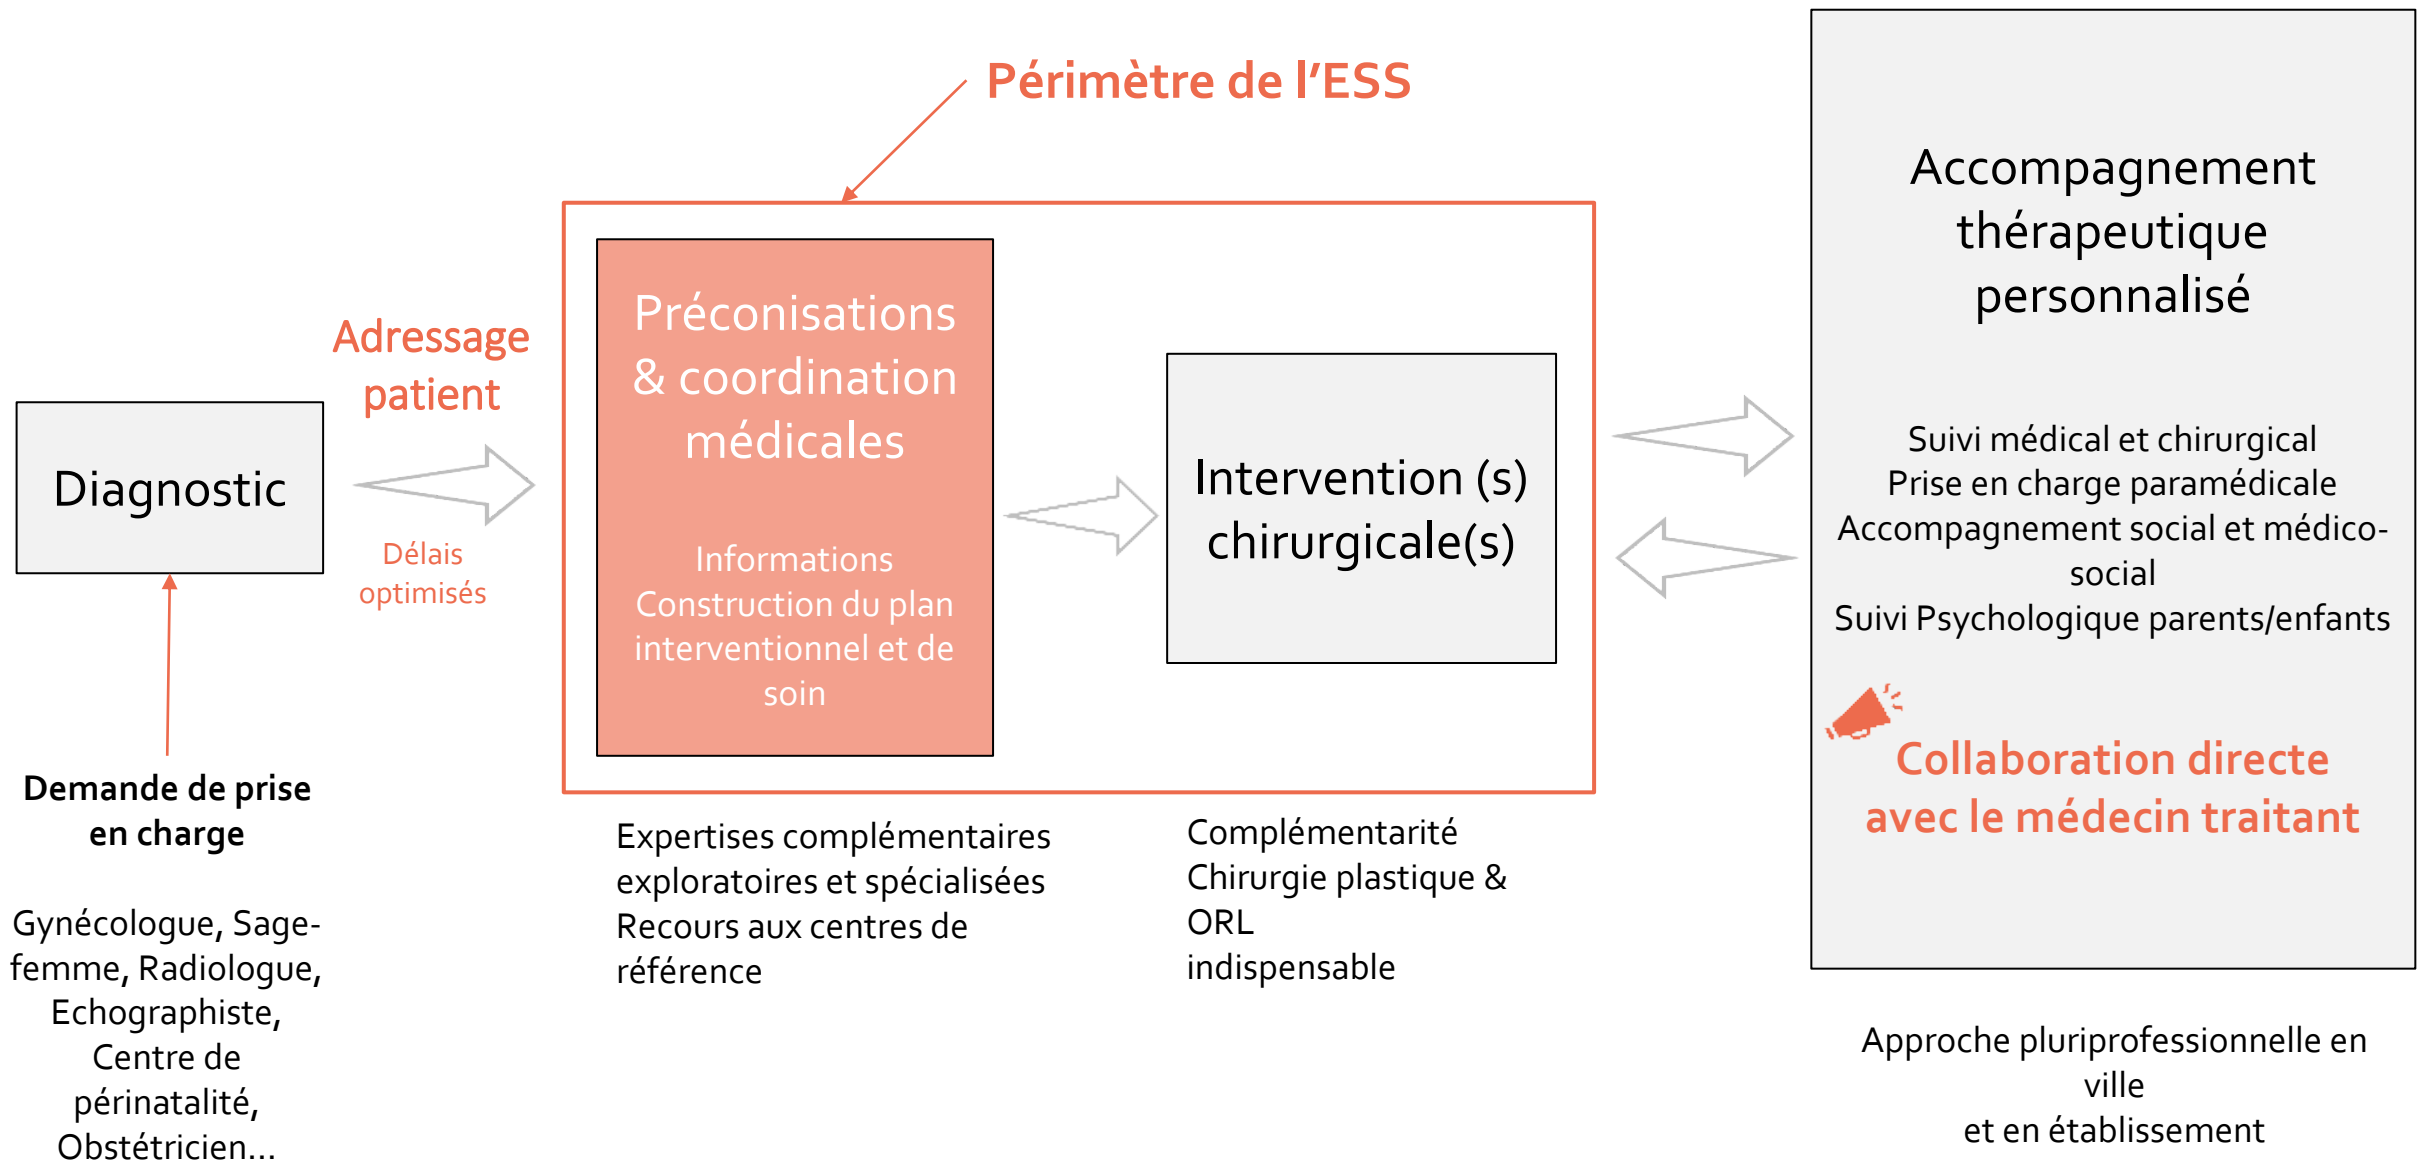 Périmètre de l’ESS
Diagnostic
Demande de prise
en charge
Gynécologue, Sage-
femme, Radiologue,
Echographiste,
Centre de
périnatalité,
Obstétricien...
Adressage
patient
Délais
optimisés
Préconisations
& coordination
médicales
Informations
Construction du plan
interventionnel et de
soin
Expertises complémentaires
exploratoires et spécialisées
Recours aux centres de
référence
Intervention (s)
chirurgicale(s)
Complémentarité
Chirurgie plastique &
ORL
indispensable
Accompagnement
thérapeutique
personnalisé
Suivi médical et chirurgical
Prise en charge paramédicale
Accompagnement social et médico-
social
Suivi Psychologique parents/enfants
Collaboration directe
avec le médecin traitant
Approche pluriprofessionnelle en
ville
et en établissement